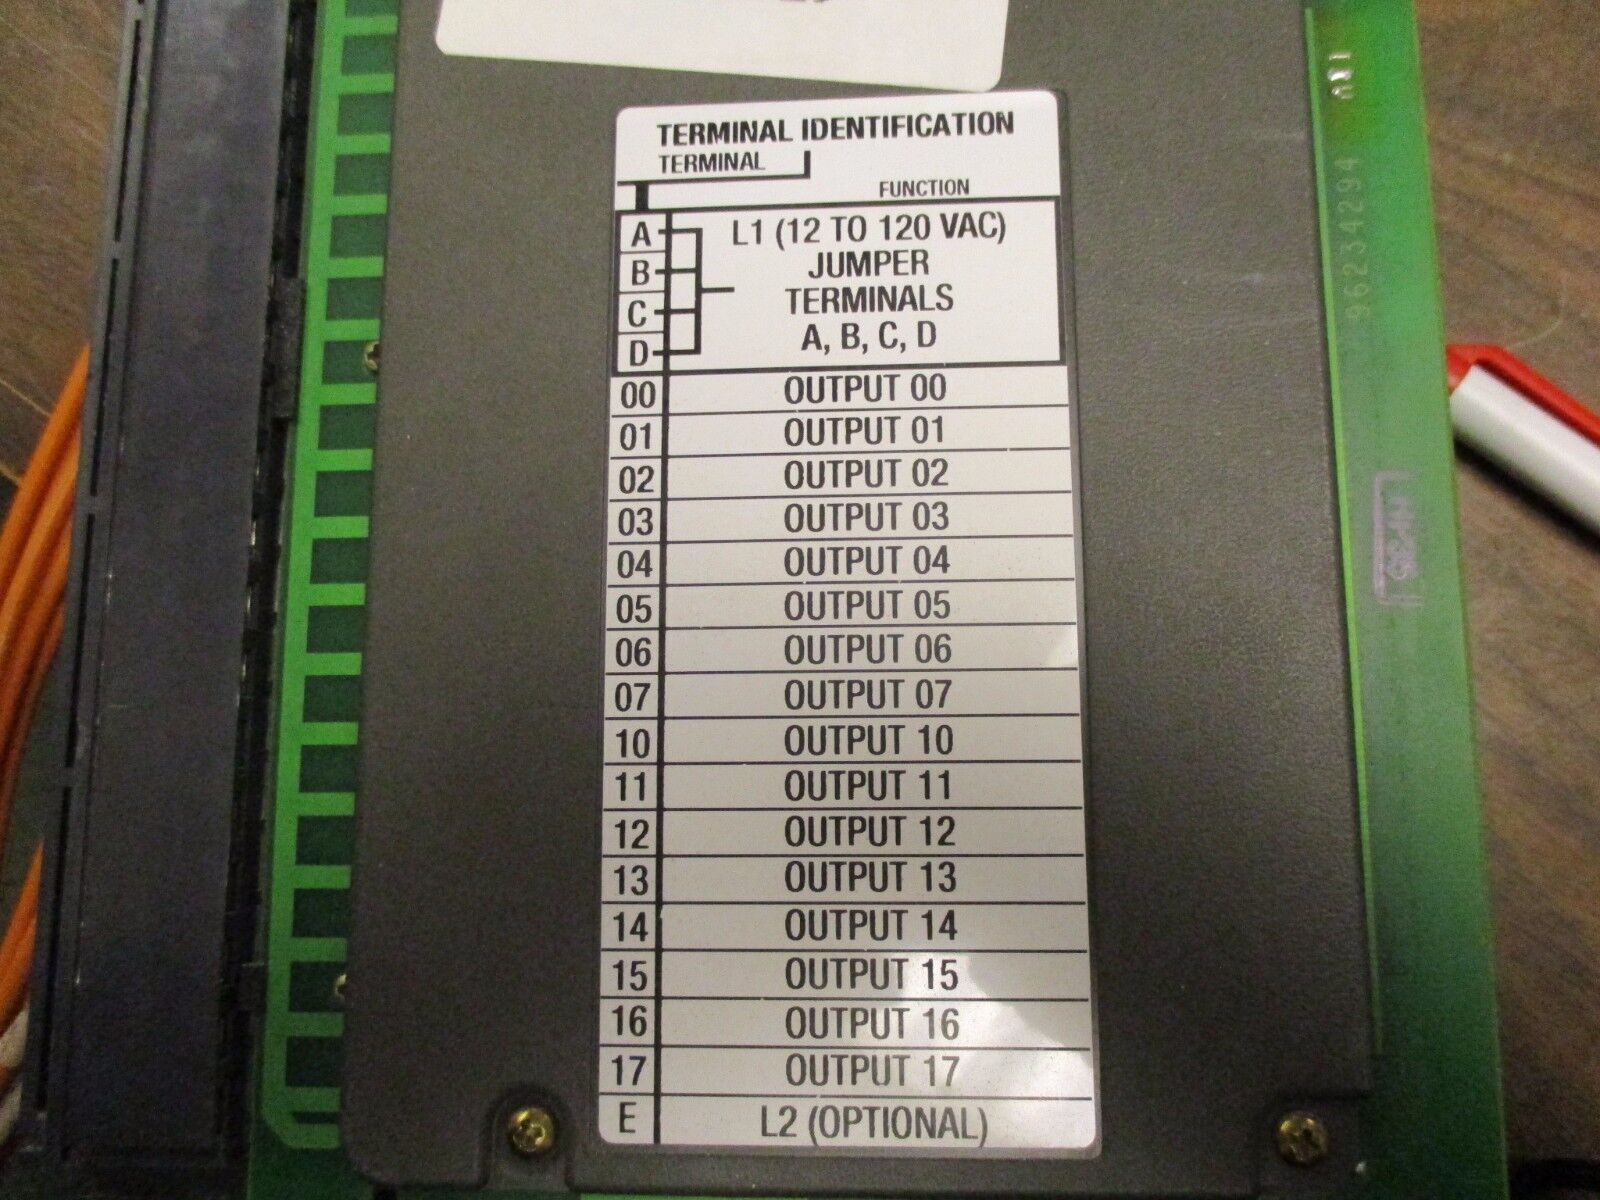 TERMINAL IDENTIFICATION
TERMINAL
FUNCTION
A L1 (12 TO 120 VAC)
B JUMPER
C TERMINALS
D A, B, C, D
00 OUTPUT 00
01 OUTPUT 01
02 OUTPUT 02
03 OUTPUT 03
04 OUTPUT 04
05 OUTPUT 05
06 OUTPUT 06
07 OUTPUT 07
10 OUTPUT 10
11 OUTPUT 11
12 OUTPUT 12
13 OUTPUT 13
14 OUTPUT 14
15 OUTPUT 15
16 OUTPUT 16
17 OUTPUT 17
E L2 (OPTIONAL)
96234294